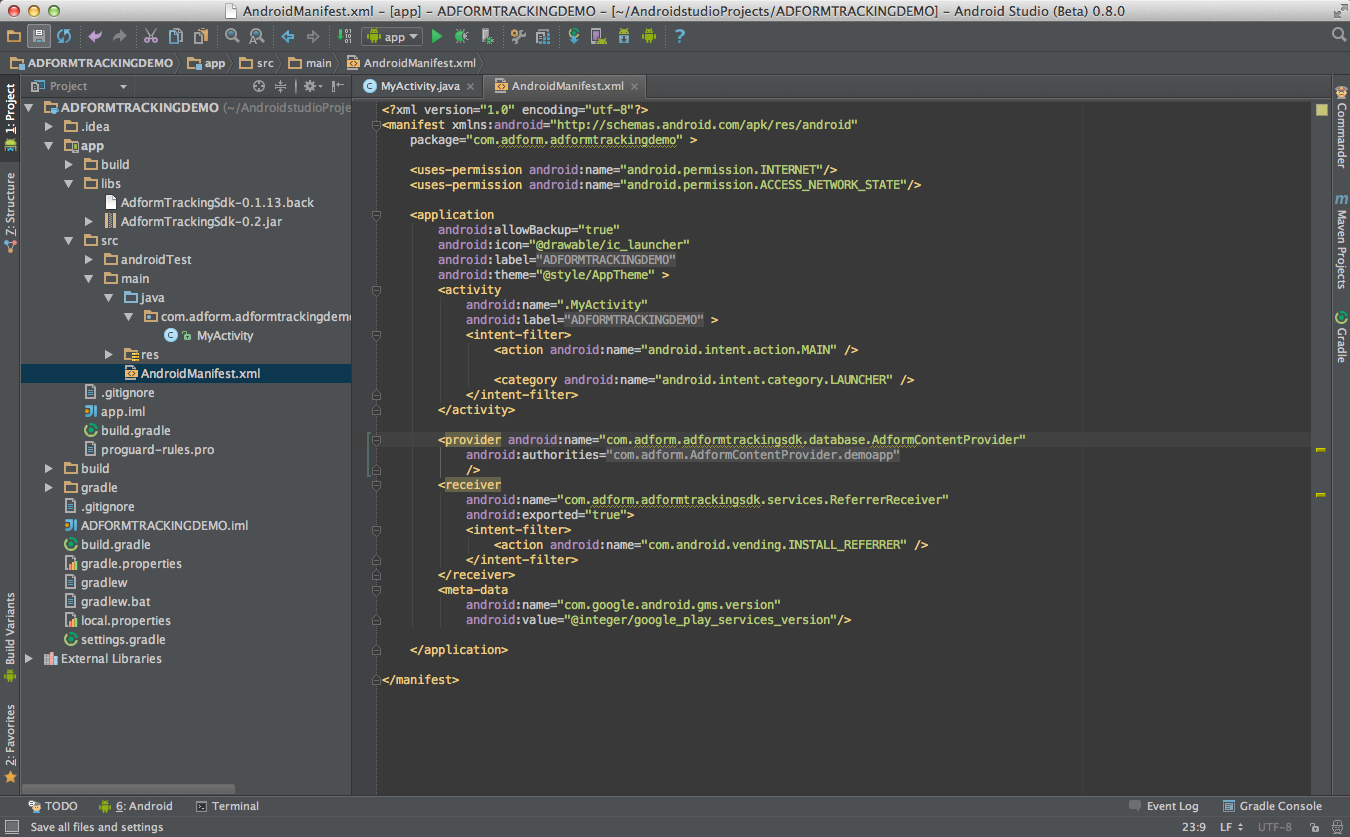 AndroidManifest.xml – [app] – ADFORMTRACKINGDEMO – [~/AndroidstudioProjects/ADFORMTRACKINGDEMO] – Android Studio (Beta) 0.8.0
app
ADFORMTRACKINGDEMO app src main AndroidManifest.xml
Project
MyActivity.java
AndroidManifest.xml
1: Project
Z: Structure
Build Variants
2: Favorites
ADFORMTRACKINGDEMO (~/AndroidstudioProje
.idea
app
build
libs
AdformTrackingSdk-0.1.13.back
AdformTrackingSdk-0.2.jar
src
androidTest
main
java
com.adform.adformtrackingdemo
MyActivity
res
AndroidManifest.xml
.gitignore
app.iml
build.gradle
proguard-rules.pro
build
gradle
.gitignore
ADFORMTRACKINGDEMO.iml
build.gradle
gradle.properties
gradlew
gradlew.bat
local.properties
settings.gradle
External Libraries
<?xml version="1.0" encoding="utf-8"?>
<manifest xmlns:android="http://schemas.android.com/apk/res/android"
package="com.adform.adformtrackingdemo" >
<uses-permission android:name="android.permission.INTERNET"/>
<uses-permission android:name="android.permission.ACCESS_NETWORK_STATE"/>
<application
android:allowBackup="true"
android:icon="@drawable/ic_launcher"
android:label="ADFORMTRACKINGDEMO"
android:theme="@style/AppTheme" >
<activity
android:name=".MyActivity"
android:label="ADFORMTRACKINGDEMO" >
<intent-filter>
<action android:name="android.intent.action.MAIN" />
<category android:name="android.intent.category.LAUNCHER" />
</intent-filter>
</activity>
<provider android:name="com.adform.adformtrackingsdk.database.AdformContentProvider"
android:authorities="com.adform.AdformContentProvider.demoapp"
/>
<receiver
android:name="com.adform.adformtrackingsdk.services.ReferrerReceiver"
android:exported="true">
<intent-filter>
<action android:name="com.android.vending.INSTALL_REFERRER" />
</intent-filter>
</receiver>
<meta-data
android:name="com.google.android.gms.version"
android:value="@integer/google_play_services_version"/>
</application>
</manifest>
Commander
Maven Projects
Gradle
TODO
6: Android
Terminal
Event Log
Gradle Console
Save all files and settings
23:9
LF
UTF-8